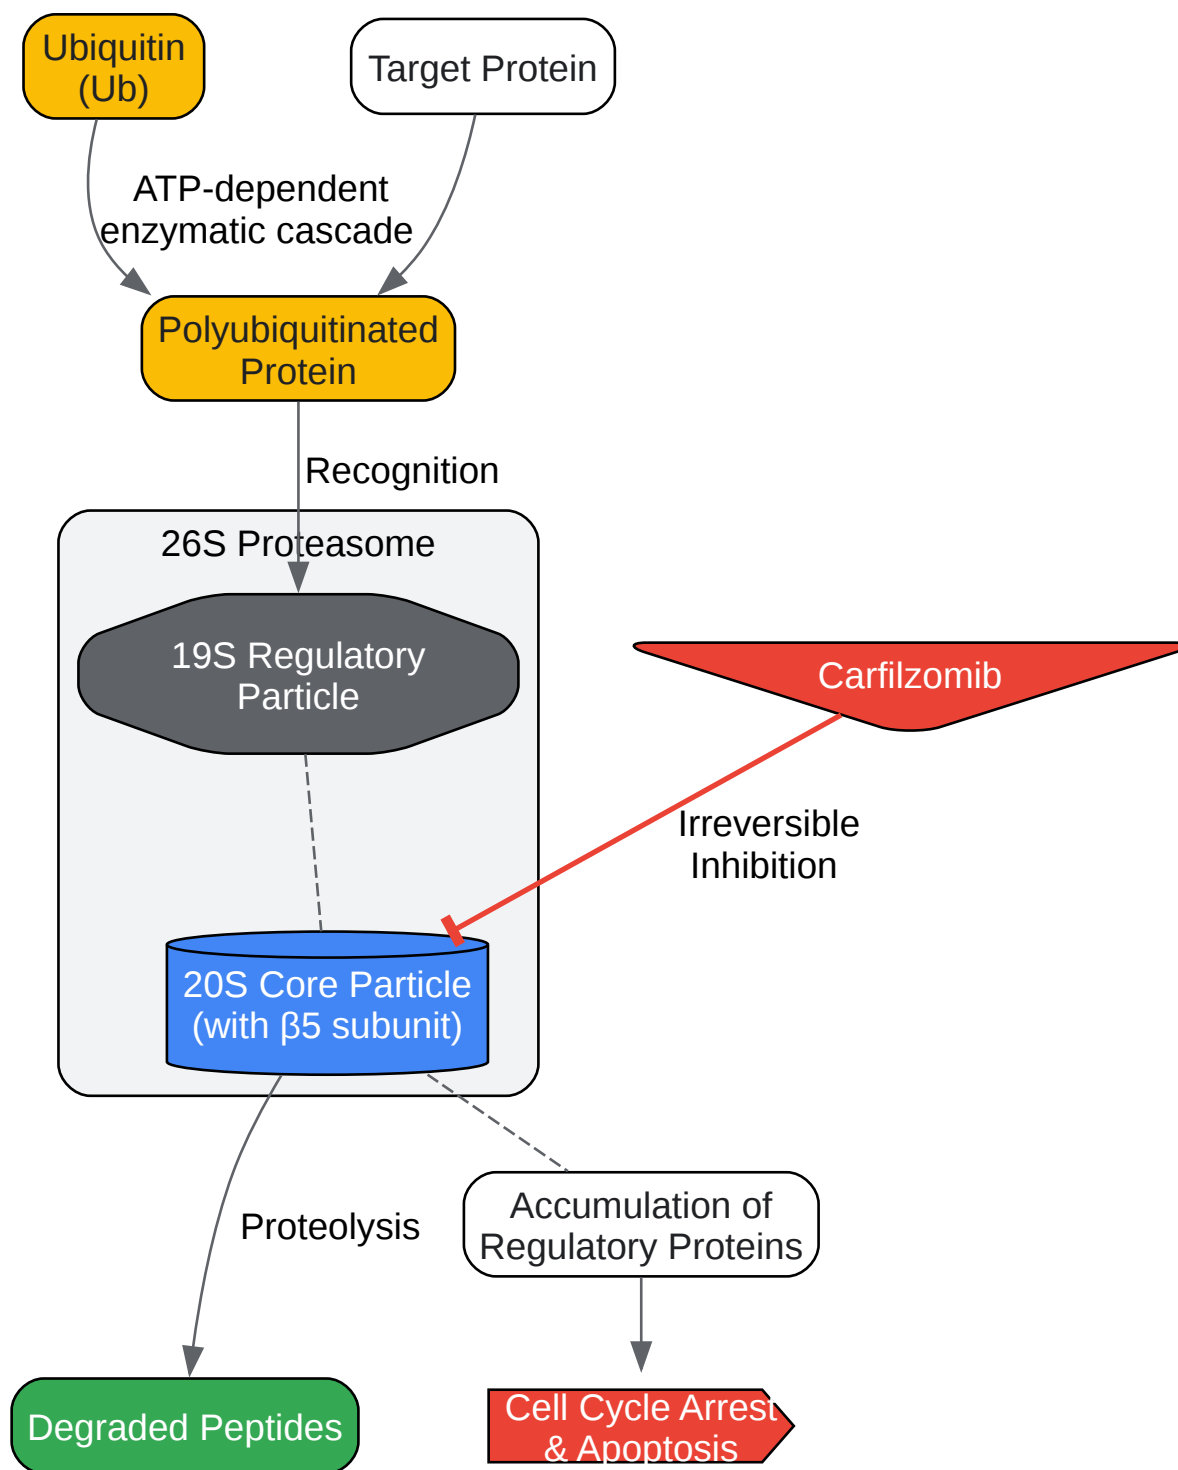 Ubiquitin
(Ub)
Target Protein
ATP-dependent
enzymatic cascade
Polyubiquitinated
Protein
Recognition
26S Proteasome
19S Regulatory
Particle
Carfilzomib
Irreversible
Inhibition
20S Core Particle
(with β5 subunit)
Accumulation of
Regulatory Proteins
Proteolysis
Degraded Peptides
Cell Cycle Arrest
& Apoptosis